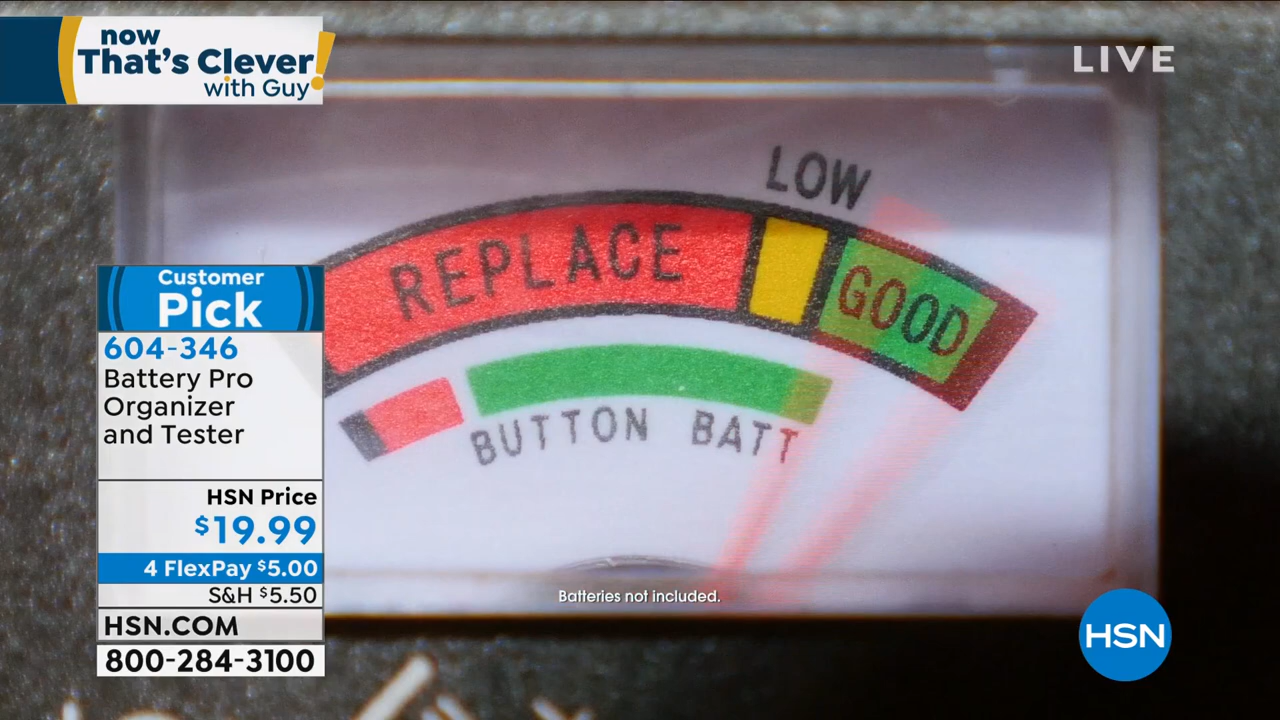 now
That's Clever!
with Guy
LIVE
LOW
REPLACE
GOOD
BUTTON BATT
Customer
Pick
604-346
Battery Pro
Organizer
and Tester
HSN Price
$19.99
4 FlexPay $5.00
S&H $5.50
HSN.COM
800-284-3100
Batteries not included.
HSN